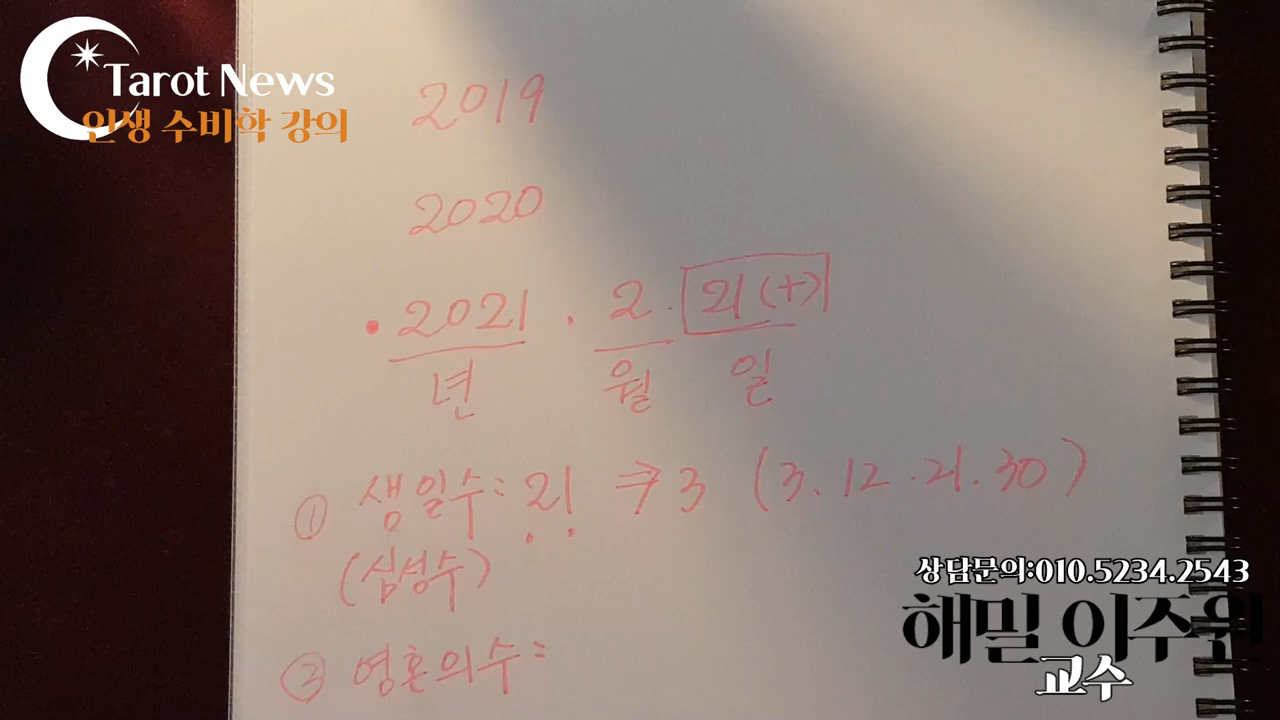 Tarot News
인생 수비학 강의
2019
2020
• 2021 . 2 . 21(+)
년 월 일
① 생일수: 21 ⇒ 3 (3. 12. 21. 30)
(심성수)
② 영혼의수:
상담문의:010.5234.2543
해밀 이주원
교수